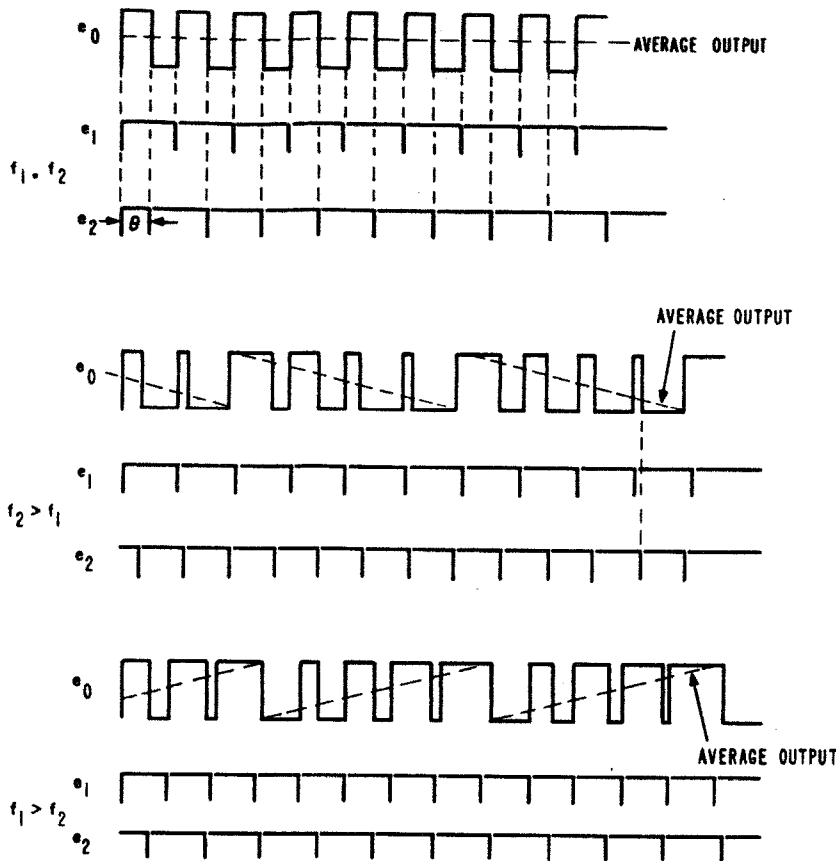 e0
AVERAGE OUTPUT
e1
f1 = f2
e2 θ
AVERAGE OUTPUT
e0
e1
f2 > f1
e2
e0
AVERAGE OUTPUT
e1
f1 > f2
e2